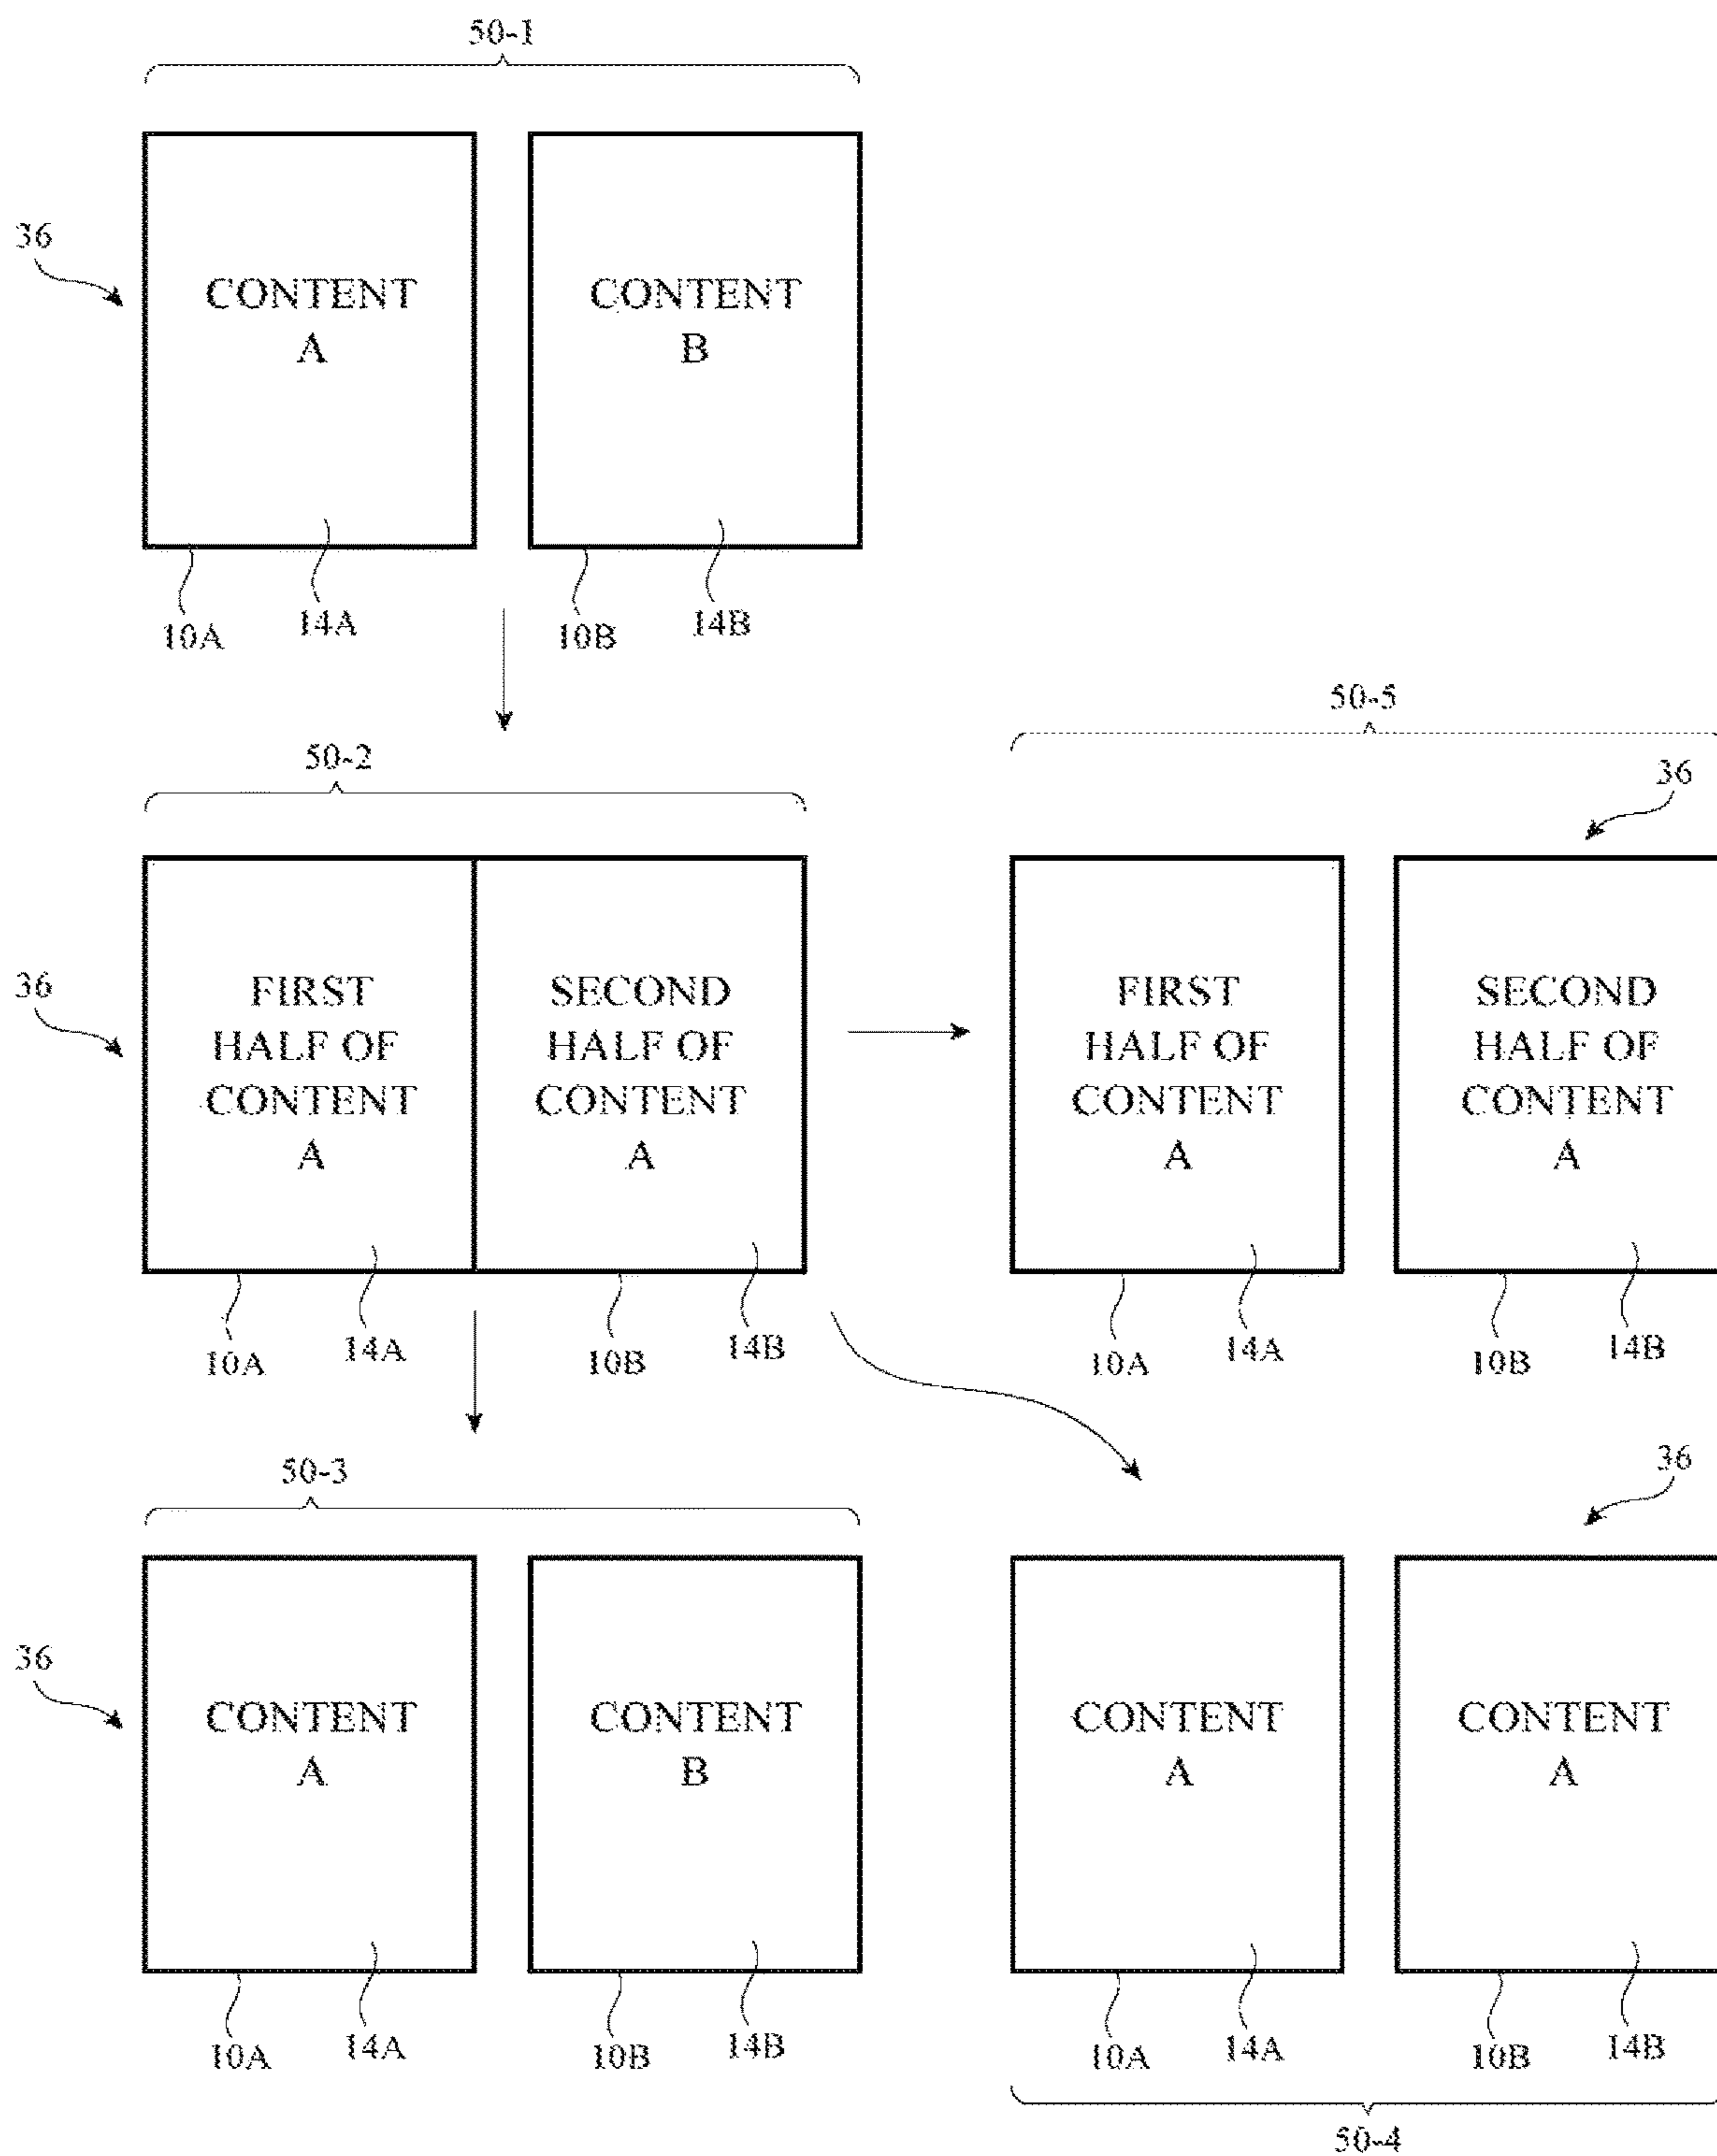 50-1
36
CONTENT
A
CONTENT
B
10A
14A
10B
14B
50-2
36
FIRST
HALF OF
CONTENT
A
SECOND
HALF OF
CONTENT
A
10A
14A
10B
14B
50-5
36
FIRST
HALF OF
CONTENT
A
SECOND
HALF OF
CONTENT
A
10A
14A
10B
14B
50-3
36
CONTENT
A
CONTENT
B
10A
14A
10B
14B
36
CONTENT
A
CONTENT
A
10A
14A
10B
14B
50-4